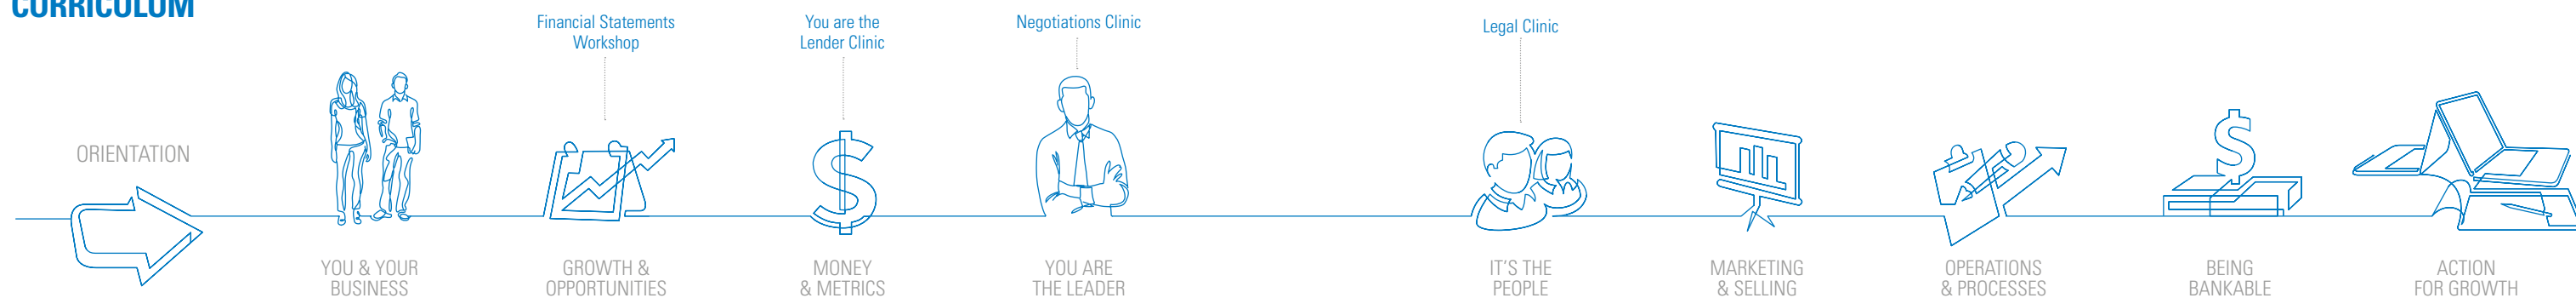 CURRICULUM
Financial Statements
Workshop
You are the
Lender Clinic
Negotiations Clinic
Legal Clinic
ORIENTATION
YOU & YOUR
BUSINESS
GROWTH &
OPPORTUNITIES
MONEY
& METRICS
YOU ARE
THE LEADER
IT'S THE
PEOPLE
MARKETING
& SELLING
OPERATIONS
& PROCESSES
BEING
BANKABLE
ACTION
FOR GROWTH